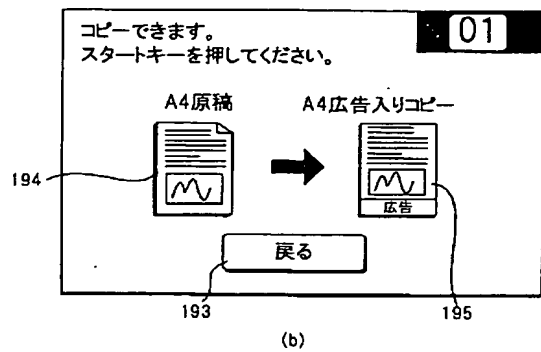 コピーできます。
スタートキーを押してください。
01
A4原稿
A4広告入りコピー
194
広告
戻る
193
195
(b)